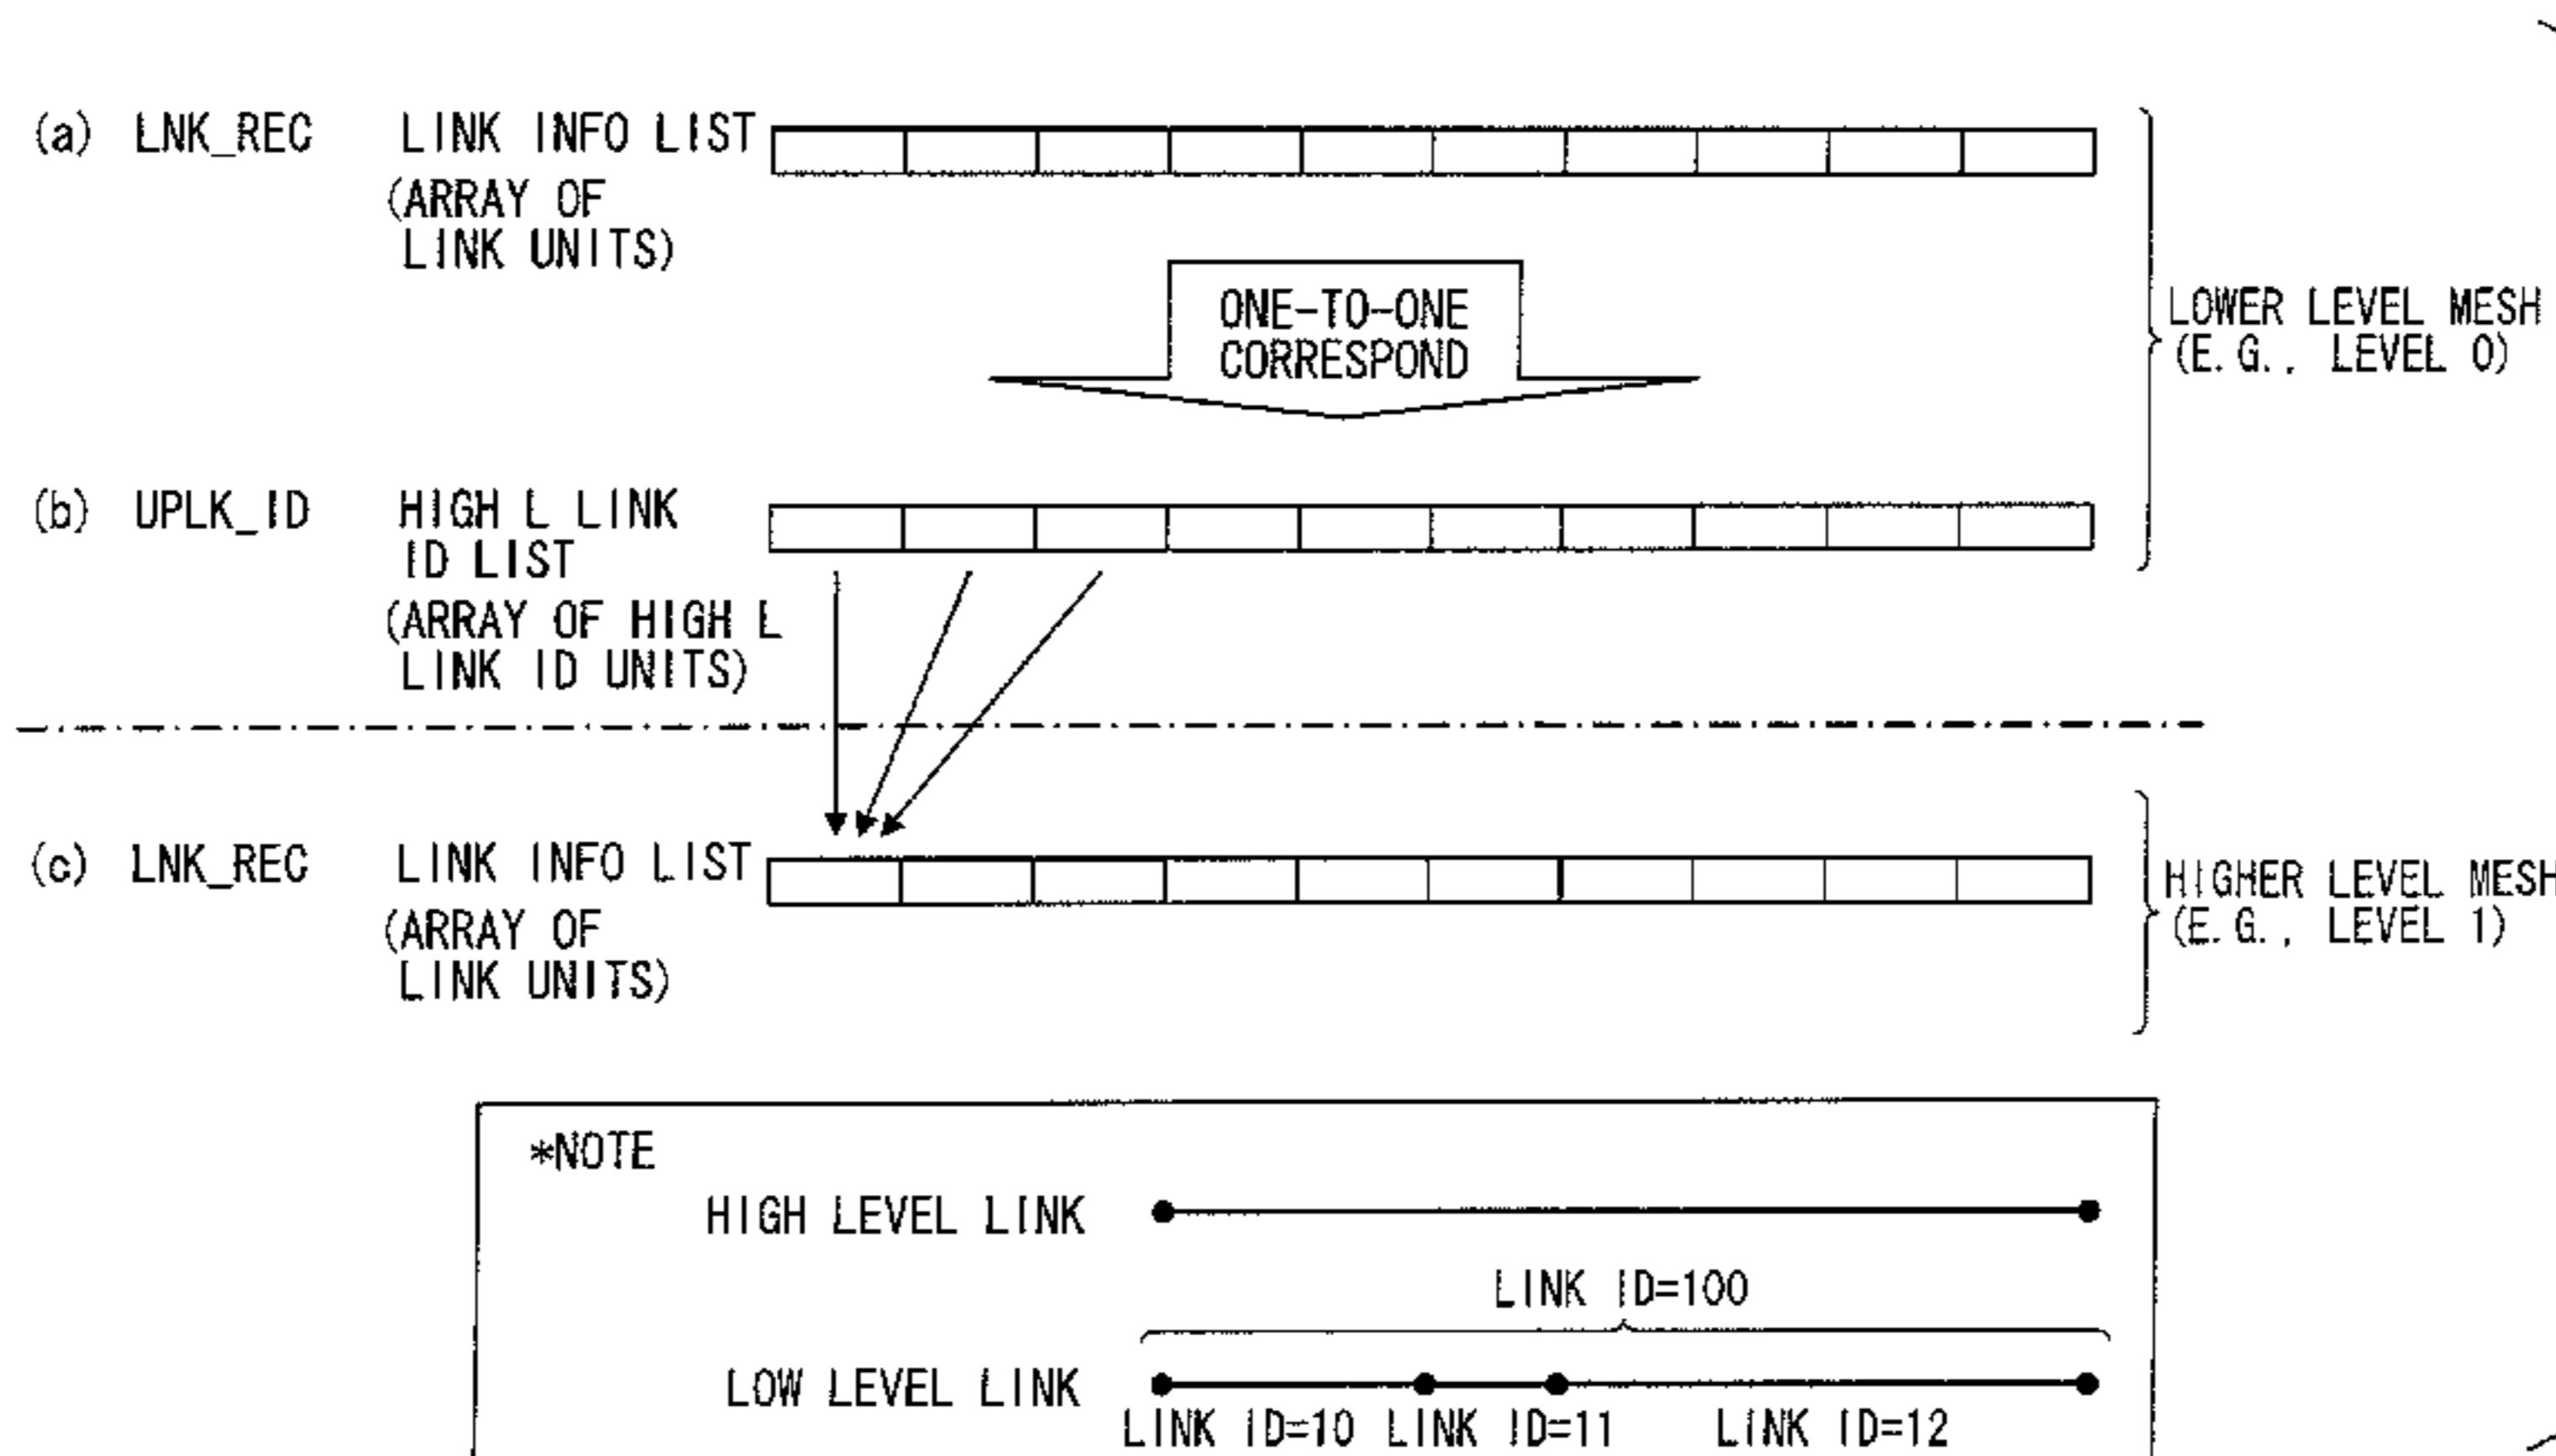 (a) LNK_REC LINK INFO LIST
(ARRAY OF
LINK UNITS)
ONE-TO-ONE
CORRESPOND
LOWER LEVEL MESH
(E.G., LEVEL 0)
(b) UPLK_ID HIGH L LINK
ID LIST
(ARRAY OF HIGH L
LINK ID UNITS)
(c) LNK_REC LINK INFO LIST
(ARRAY OF
LINK UNITS)
HIGHER LEVEL MESH
(E.G., LEVEL 1)
*NOTE
HIGH LEVEL LINK
LINK ID=100
LOW LEVEL LINK
LINK ID=10 LINK ID=11 LINK ID=12